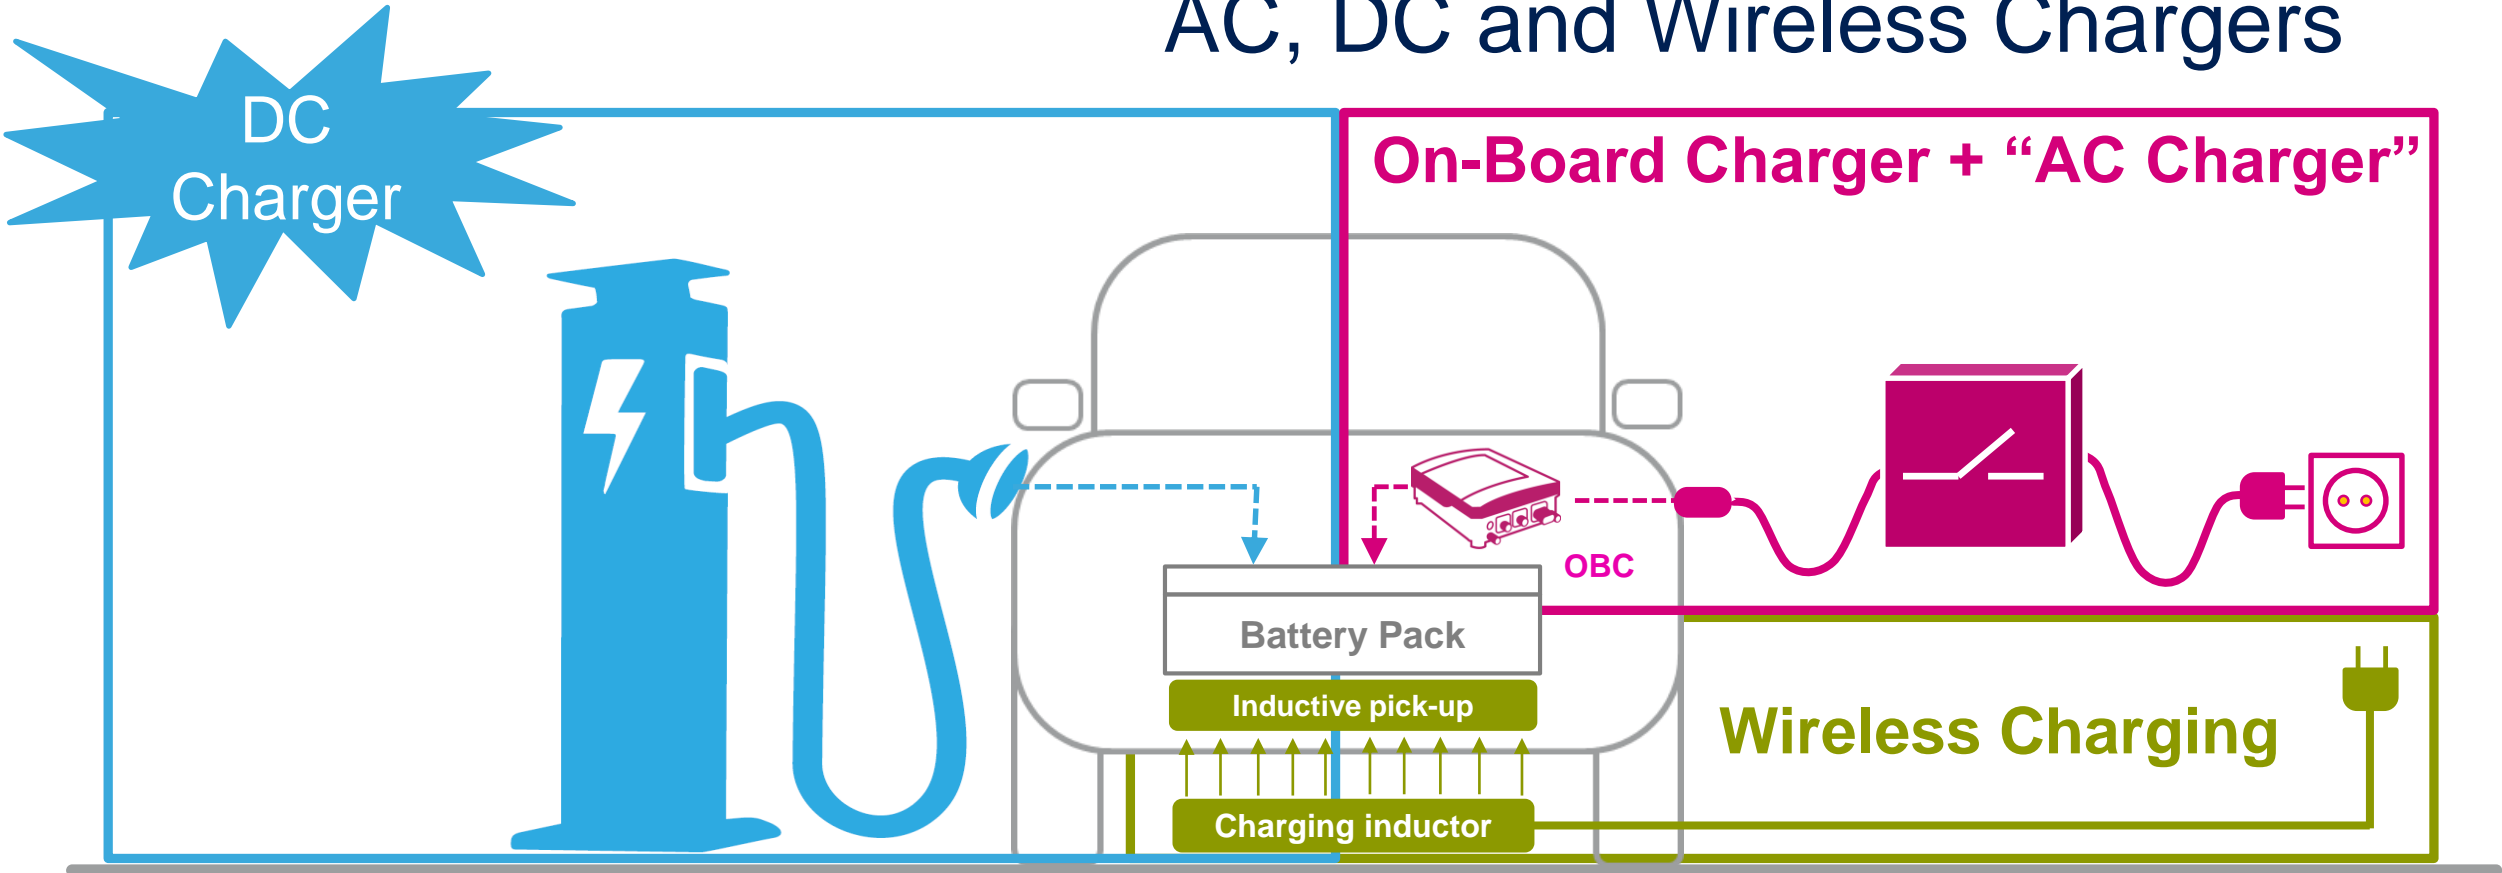 AC, DC and Wireless Chargers
DC
Charger
On-Board Charger + “AC Charger”
OBC
Battery Pack
Inductive pick-up
Wireless Charging
Charging inductor